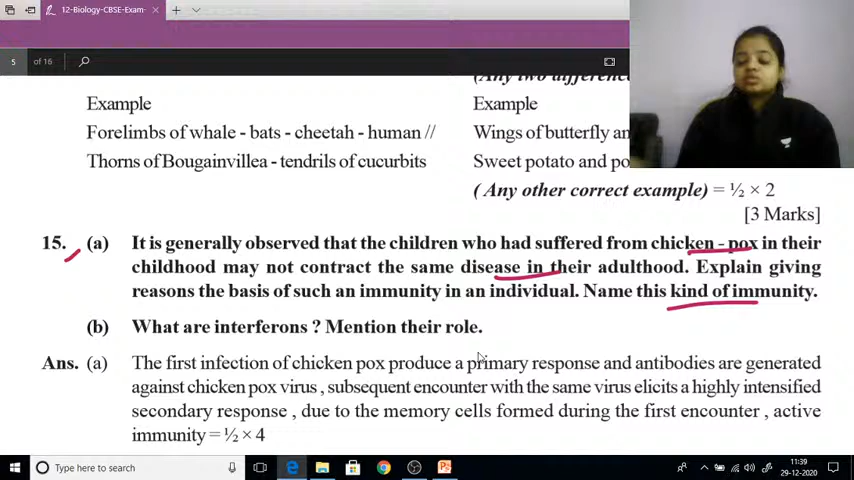 12-Biology-CBSE-Exam-
5 of 16
(Any two differenc
Example
Example
Forelimbs of whale - bats - cheetah - human //
Wings of butterfly an
Thorns of Bougainvillea - tendrils of cucurbits
Sweet potato and po
( Any other correct example) = ½ × 2
[3 Marks]
15. (a) It is generally observed that the children who had suffered from chicken - pox in their
childhood may not contract the same disease in their adulthood. Explain giving
reasons the basis of such an immunity in an individual. Name this kind of immunity.
(b) What are interferons ? Mention their role.
Ans. (a) The first infection of chicken pox produce a primary response and antibodies are generated
against chicken pox virus , subsequent encounter with the same virus elicits a highly intensified
secondary response , due to the memory cells formed during the first encounter , active
immunity = ½ × 4
Type here to search
11:39
29-12-2020